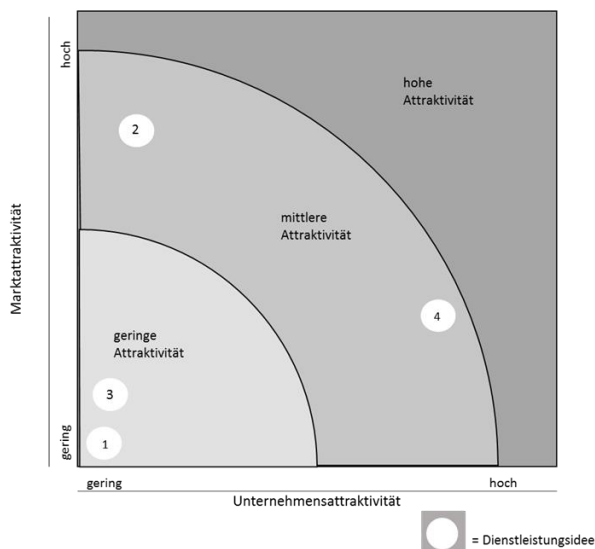 hoch
hohe
Attraktivität
2
mittlere
Attraktivität
Marktattraktivität
4
geringe
Attraktivität
3
1
gering
gering
hoch
Unternehmensattraktivität
= Dienstleistungsidee